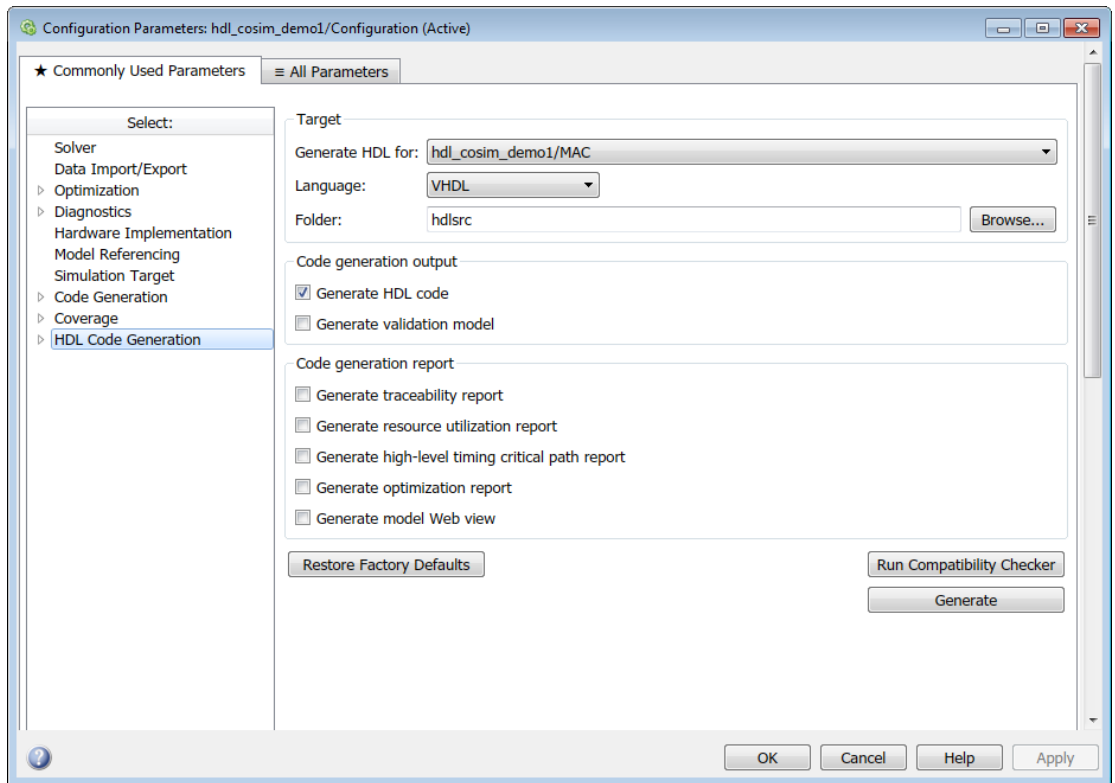 Configuration Parameters: hdl_cosim_demo1/Configuration (Active)
★ Commonly Used Parameters
≡ All Parameters
Select:
Solver
Data Import/Export
Optimization
Diagnostics
Hardware Implementation
Model Referencing
Simulation Target
Code Generation
Coverage
HDL Code Generation
Target
Generate HDL for: hdl_cosim_demo1/MAC
Language: VHDL
Folder: hdlsrc Browse...
Code generation output
Generate HDL code
Generate validation model
Code generation report
Generate traceability report
Generate resource utilization report
Generate high-level timing critical path report
Generate optimization report
Generate model Web view
Restore Factory Defaults Run Compatibility Checker
Generate
OK Cancel Help Apply